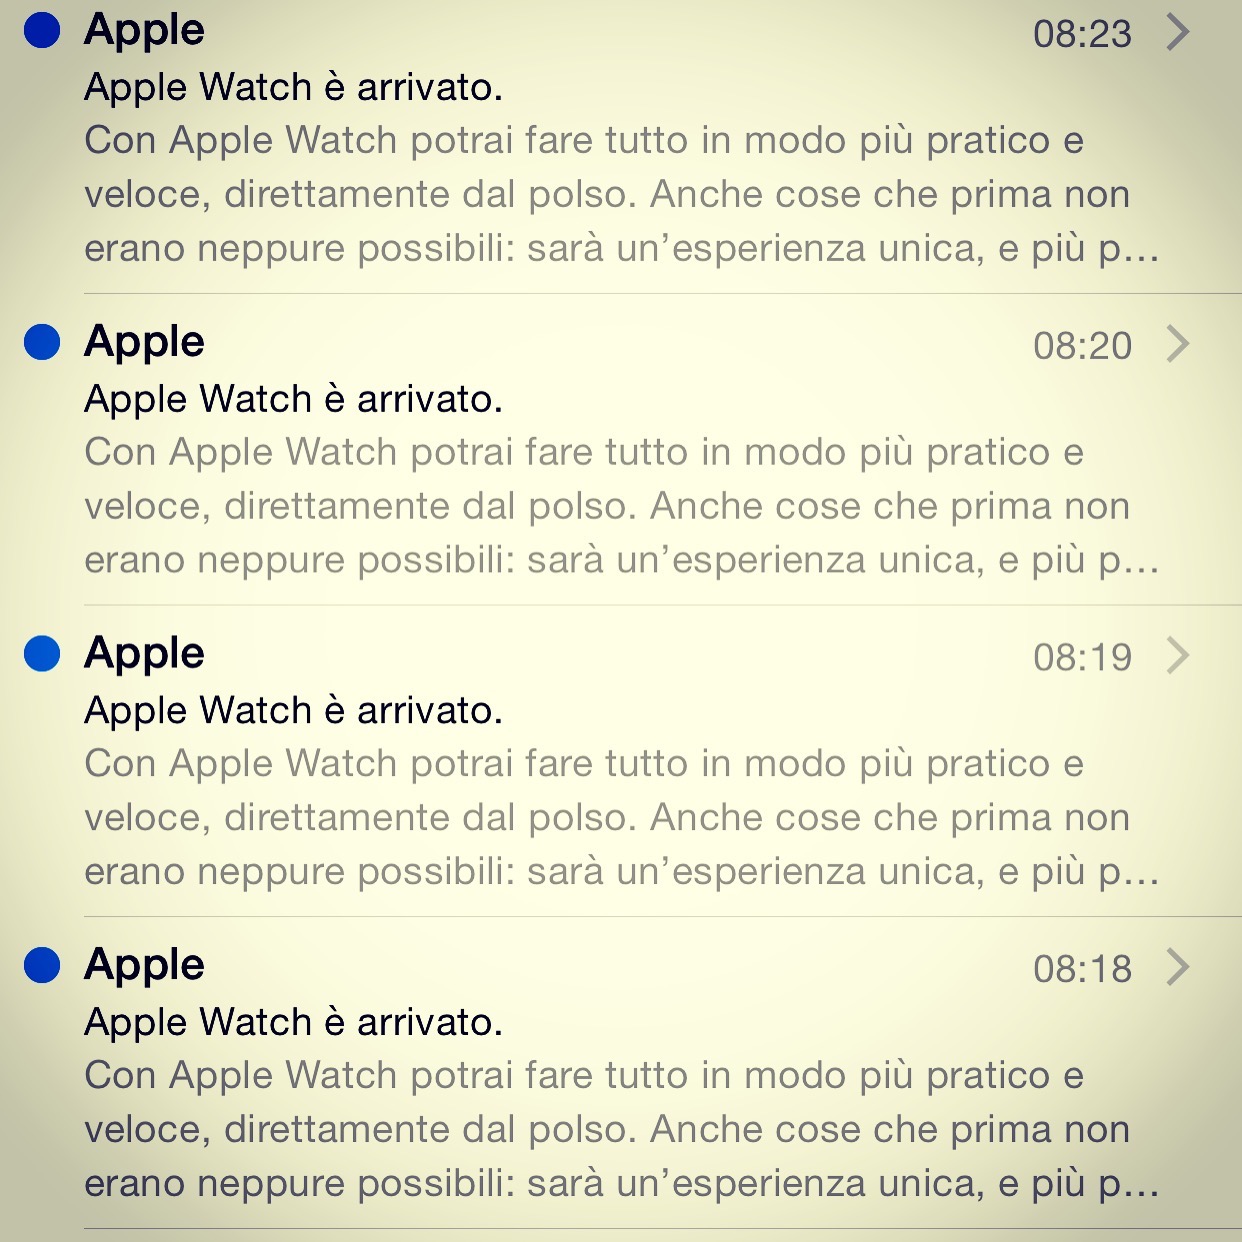 Apple 08:23
Apple Watch è arrivato.
Con Apple Watch potrai fare tutto in modo più pratico e
veloce, direttamente dal polso. Anche cose che prima non
erano neppure possibili: sarà un’esperienza unica, e più p…
Apple 08:20
Apple Watch è arrivato.
Con Apple Watch potrai fare tutto in modo più pratico e
veloce, direttamente dal polso. Anche cose che prima non
erano neppure possibili: sarà un’esperienza unica, e più p…
Apple 08:19
Apple Watch è arrivato.
Con Apple Watch potrai fare tutto in modo più pratico e
veloce, direttamente dal polso. Anche cose che prima non
erano neppure possibili: sarà un’esperienza unica, e più p…
Apple 08:18
Apple Watch è arrivato.
Con Apple Watch potrai fare tutto in modo più pratico e
veloce, direttamente dal polso. Anche cose che prima non
erano neppure possibili: sarà un’esperienza unica, e più p…